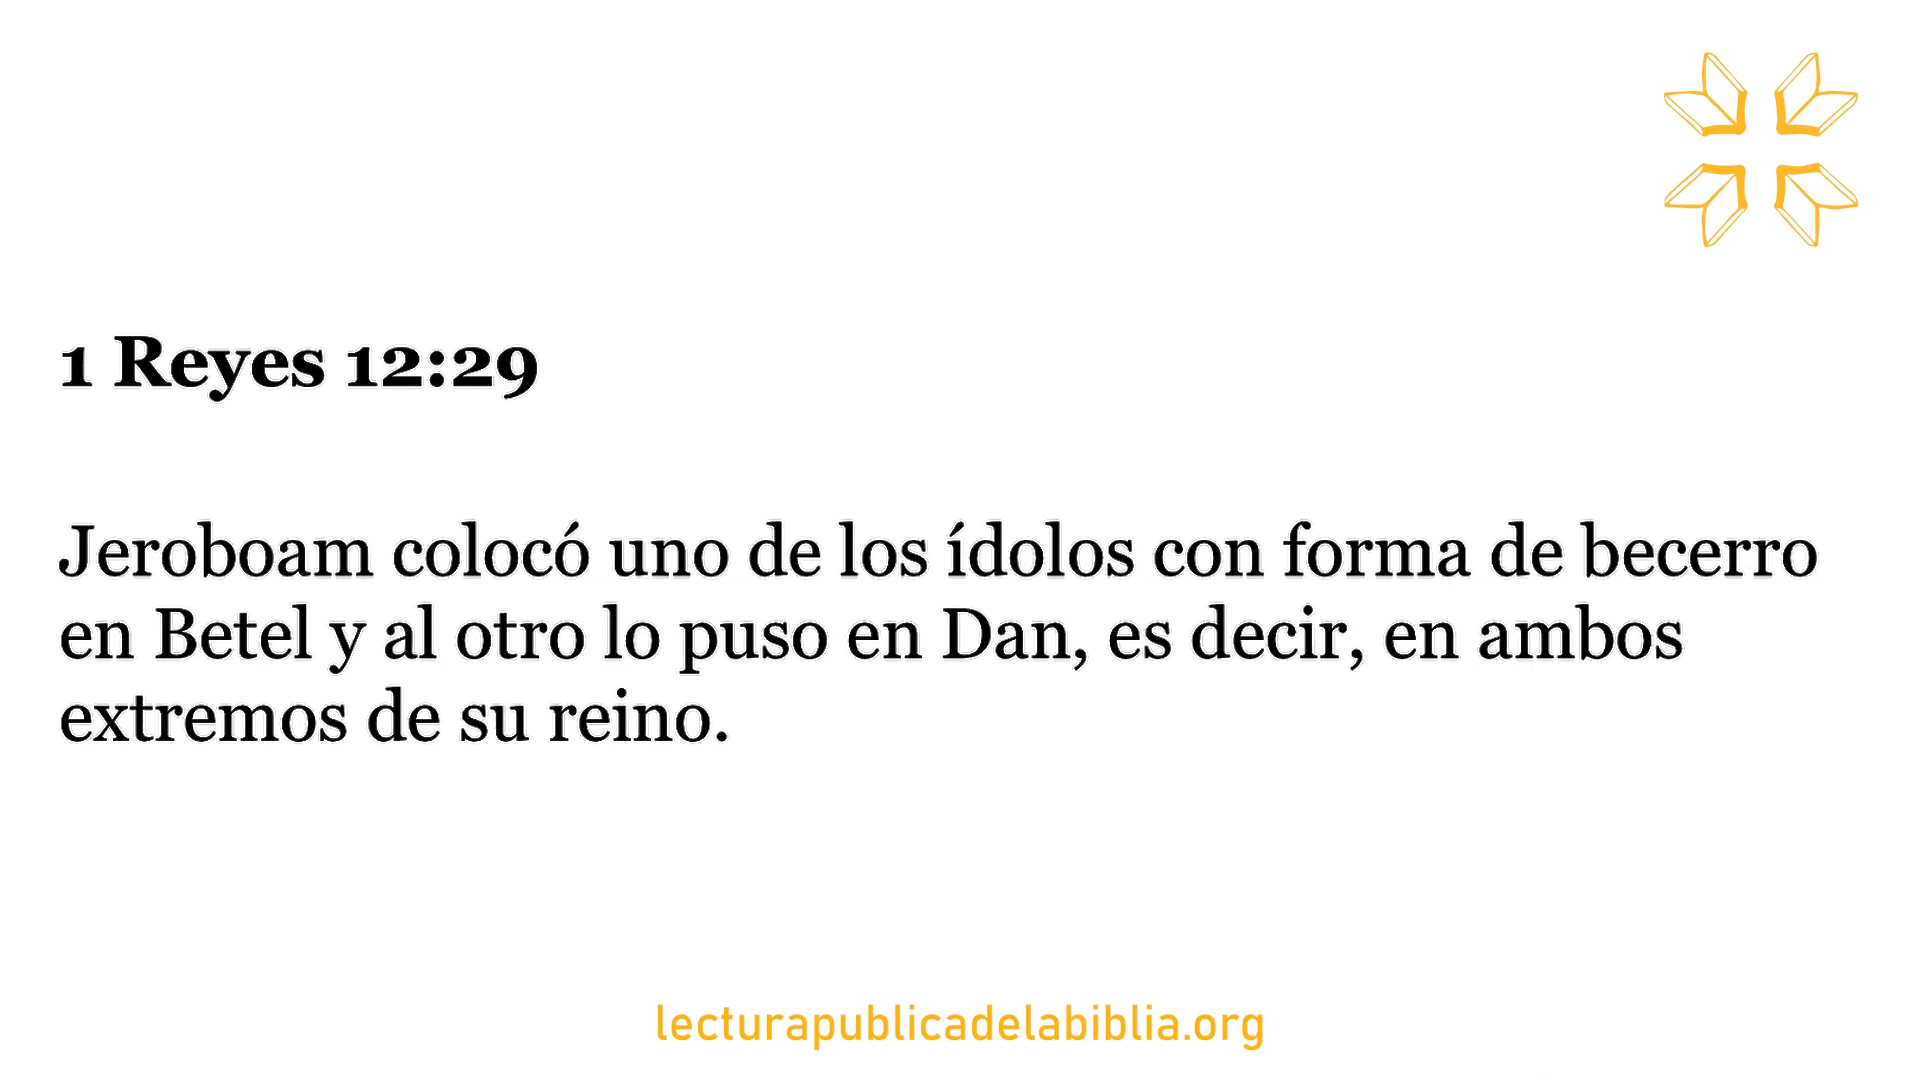 1 Reyes 12:29
Jeroboam colocó uno de los ídolos con forma de becerro
en Betel y al otro lo puso en Dan, es decir, en ambos
extremos de su reino.
lecturapublicadelabiblia.org